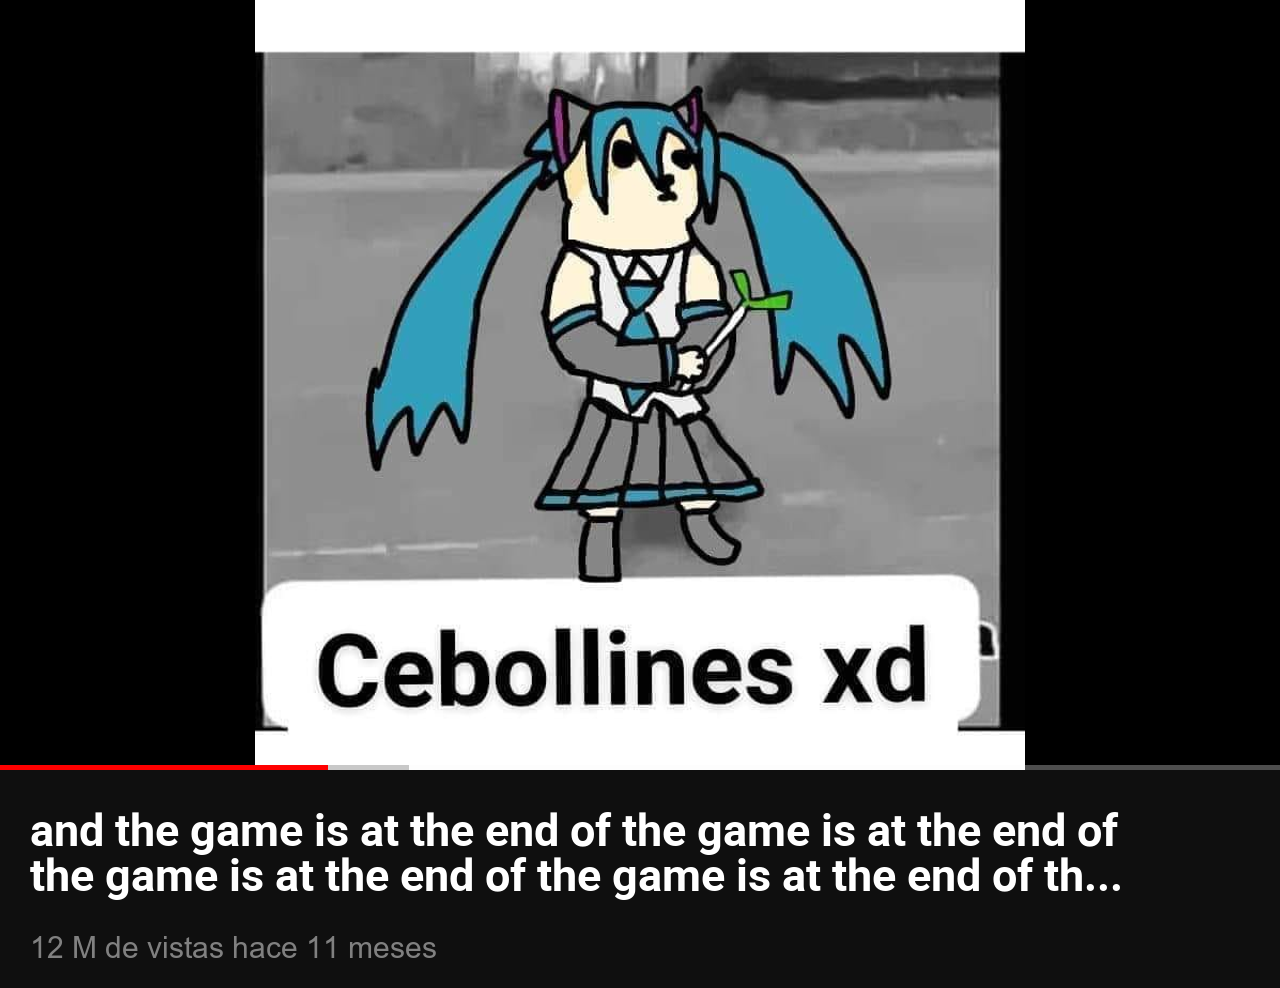 Cebollines xd
and the game is at the end of the game is at the end of
the game is at the end of the game is at the end of th...
12 M de vistas hace 11 meses